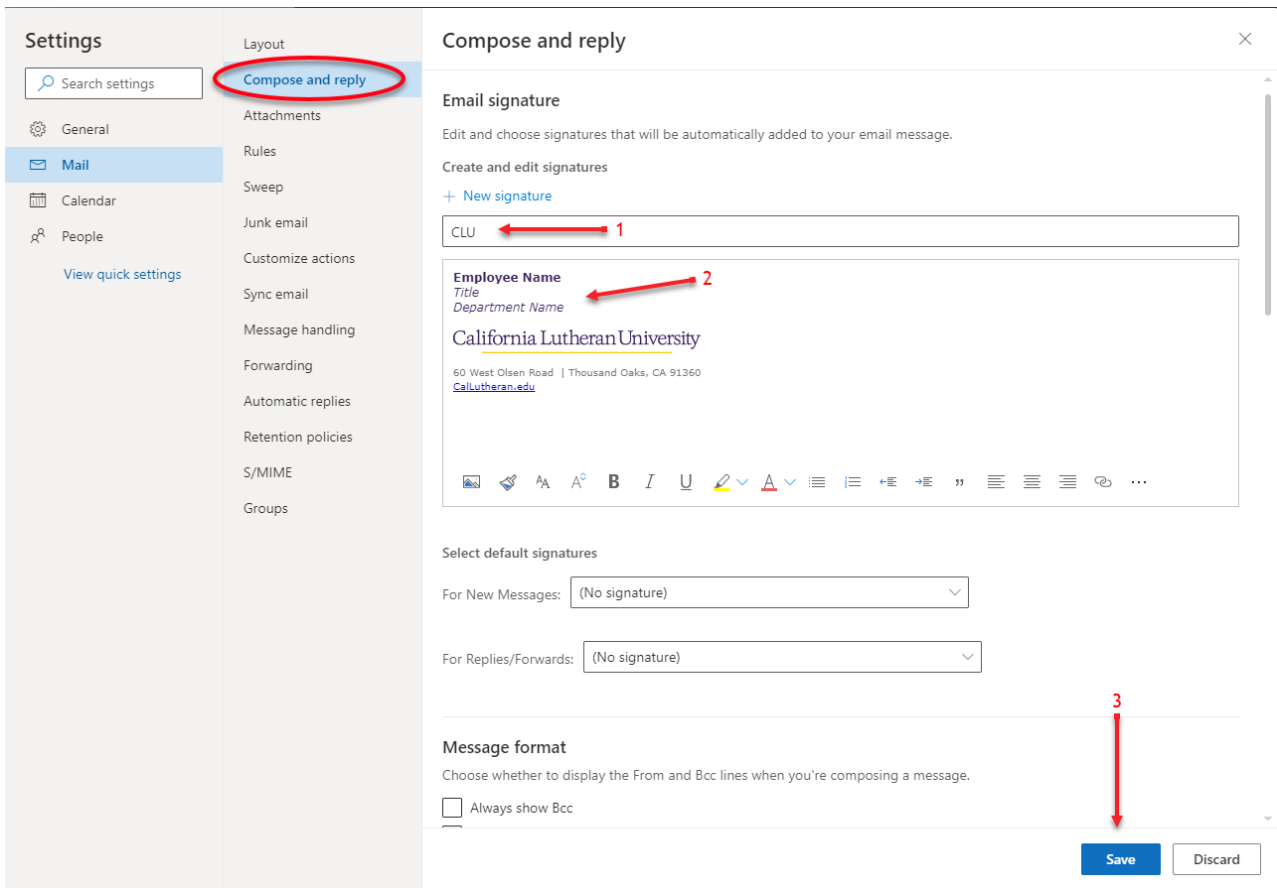 Settings
Search settings
General
Mail
Calendar
People
View quick settings
Layout
Compose and reply
Attachments
Rules
Sweep
Junk email
Customize actions
Sync email
Message handling
Forwarding
Automatic replies
Retention policies
S/MIME
Groups
Compose and reply
Email signature
Edit and choose signatures that will be automatically added to your email message.
Create and edit signatures
+ New signature
CLU 1
Employee Name 2
Title
Department Name
California Lutheran University
60 West Olsen Road | Thousand Oaks, CA 91360
CalLutheran.edu
Select default signatures
For New Messages: (No signature)
For Replies/Forwards: (No signature)
3
Message format
Choose whether to display the From and Bcc lines when you're composing a message.
Always show Bcc
Save Discard